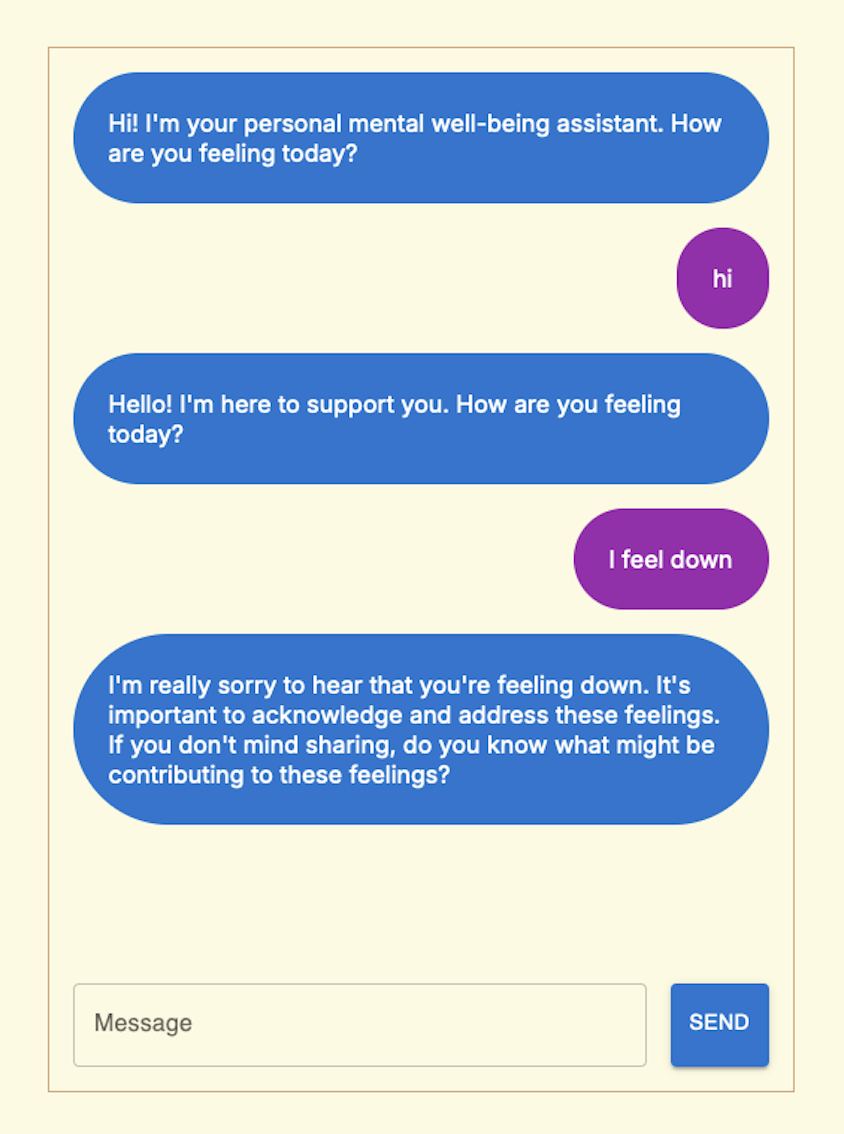 Hi! I'm your personal mental well-being assistant. How
are you feeling today?
hi
Hello! I'm here to support you. How are you feeling
today?
I feel down
I'm really sorry to hear that you're feeling down. It's
important to acknowledge and address these feelings.
If you don't mind sharing, do you know what might be
contributing to these feelings?
Message
SEND